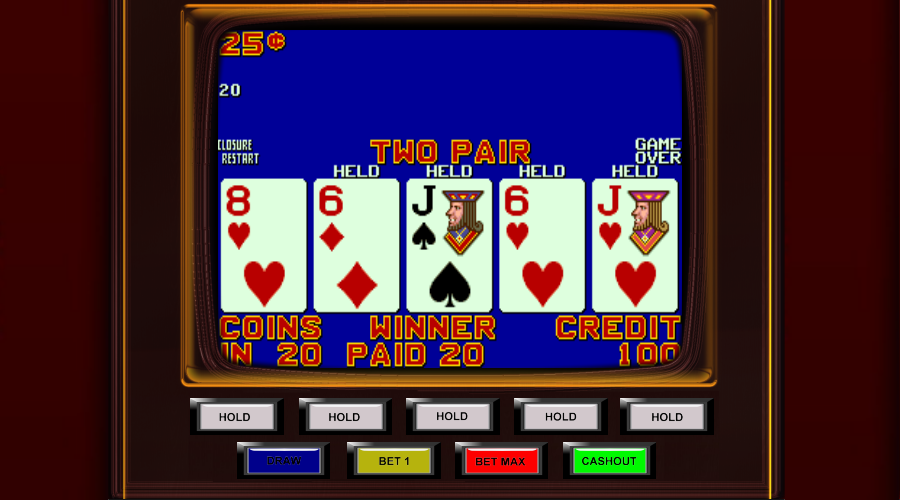 25¢
20
CLOSURE
RESTART
TWO PAIR
GAME
OVER
HELD HELD HELD HELD
8 6 J 6 J
COINS WINNER CREDIT
IN 20 PAID 20 100
HOLD HOLD HOLD HOLD HOLD
DRAW BET 1 BET MAX CASHOUT